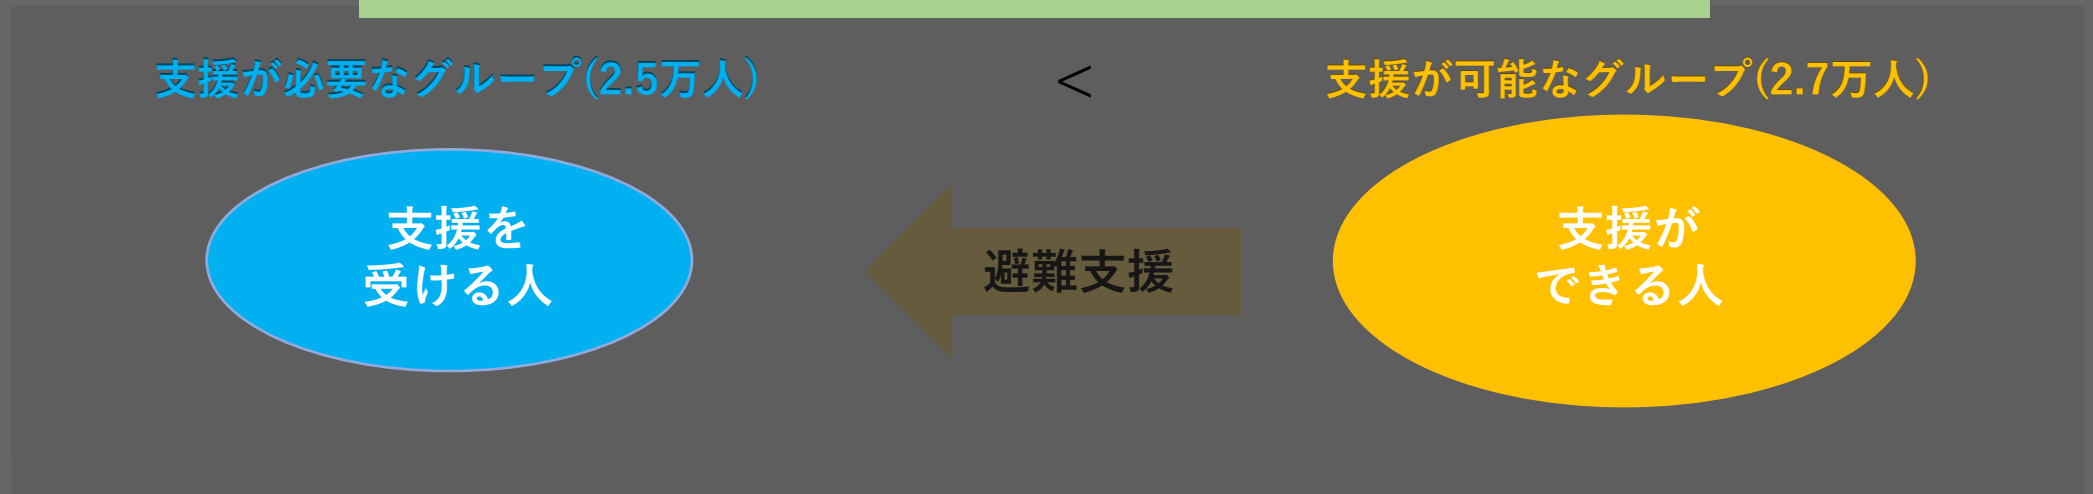 支援が必要なグループ(2.5万人)
<
支援が可能なグループ(2.7万人)
支援を
受ける人
避難支援
支援が
できる人